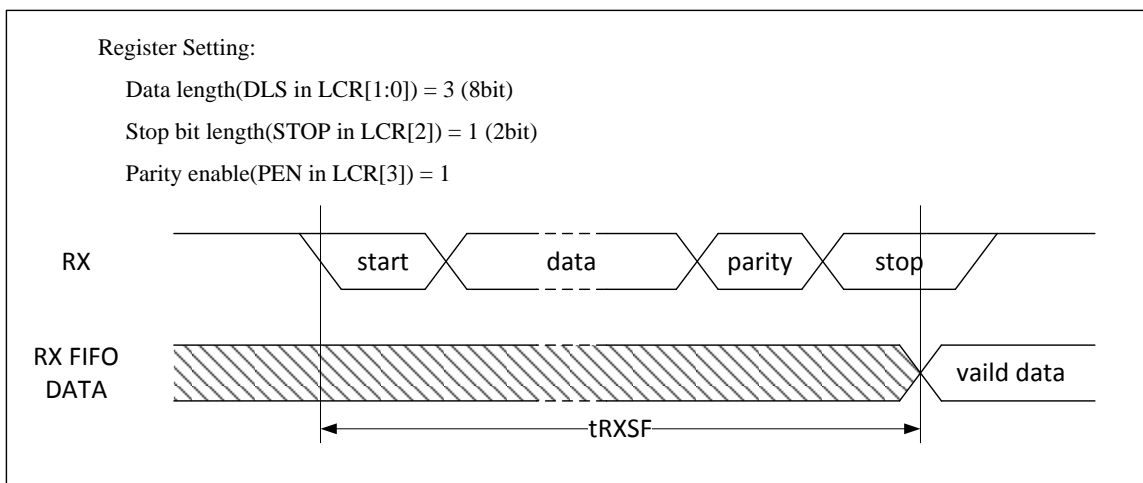 Register Setting:
Data length(DLS in LCR[1:0]) = 3 (8bit)
Stop bit length(STOP in LCR[2]) = 1 (2bit)
Parity enable(PEN in LCR[3]) = 1
RX
start
data
parity
stop
RX FIFO
DATA
vaild data
tRXSF